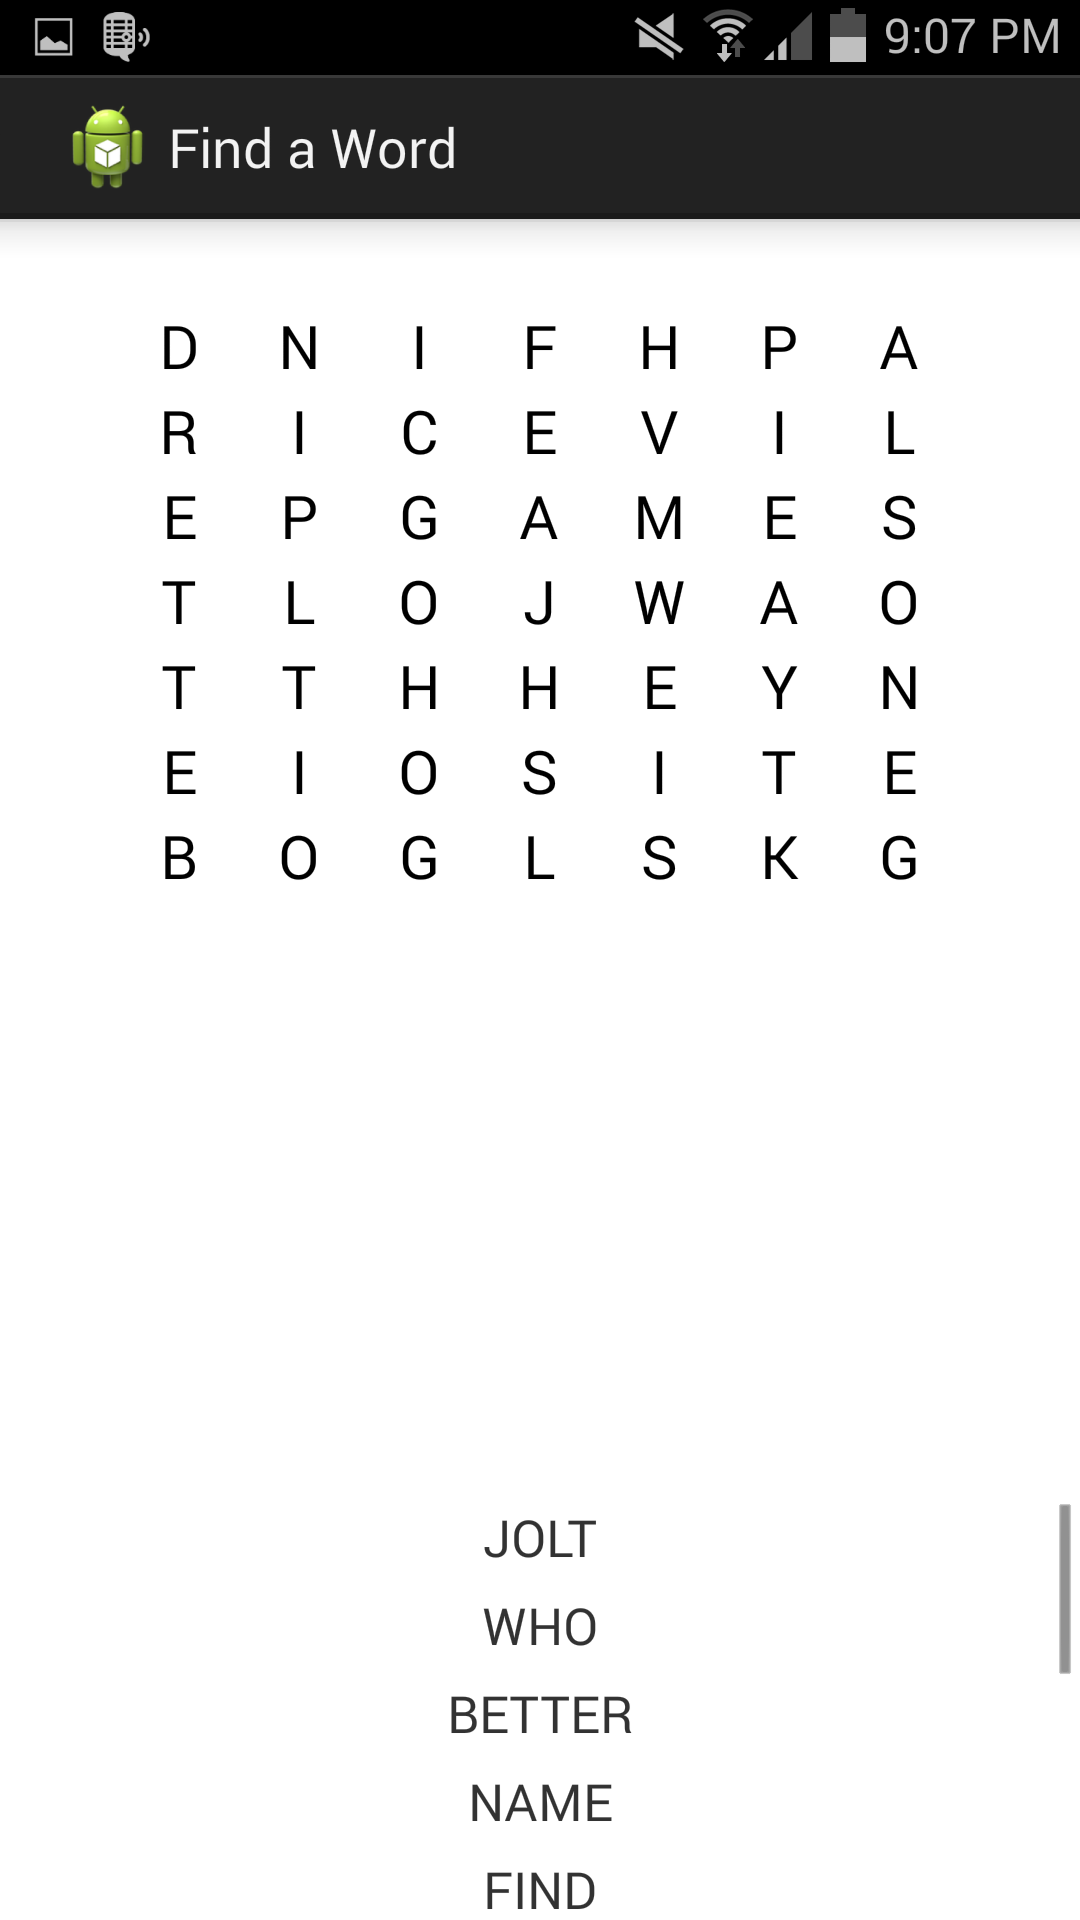 9:07 PM
Find a Word
D N I F H P A
R I C E V I L
E P G A M E S
T L O J W A O
T T H H E Y N
E I O S I T E
B O G L S K G
JOLT
WHO
BETTER
NAME
FIND